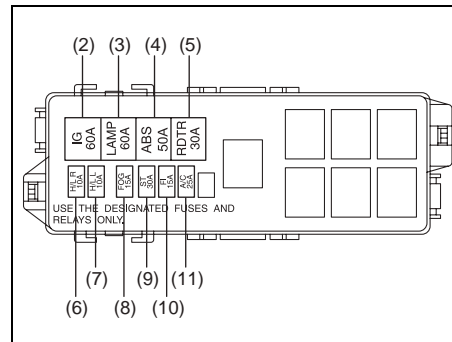 (2) (3) (4) (5)
IG 60A
LAMP 60A
ABS 50A
RDTR 30A
H/L R 10A
H/L L 10A
FOG 15A
ST 30A
FI 15A
A/C 25A
USE THE DESIGNATED FUSES AND
RELAYS ONLY.
(6) (7) (8) (9) (10) (11)